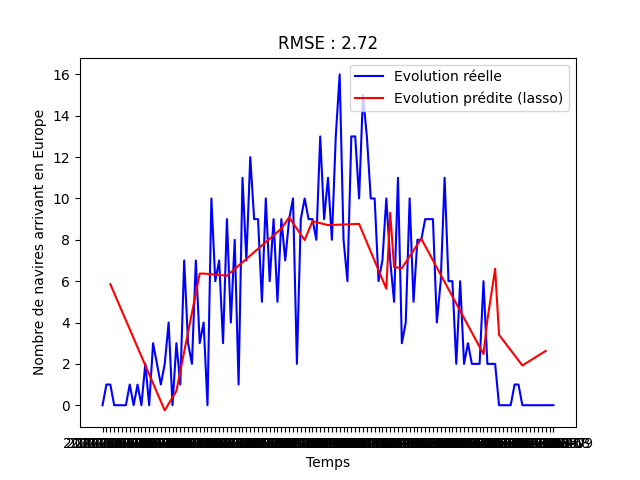 RMSE : 2.72
Evolution réelle
Evolution prédite (lasso)
Nombre de navires arrivant en Europe
16
14
12
10
8
6
4
2
0
Temps